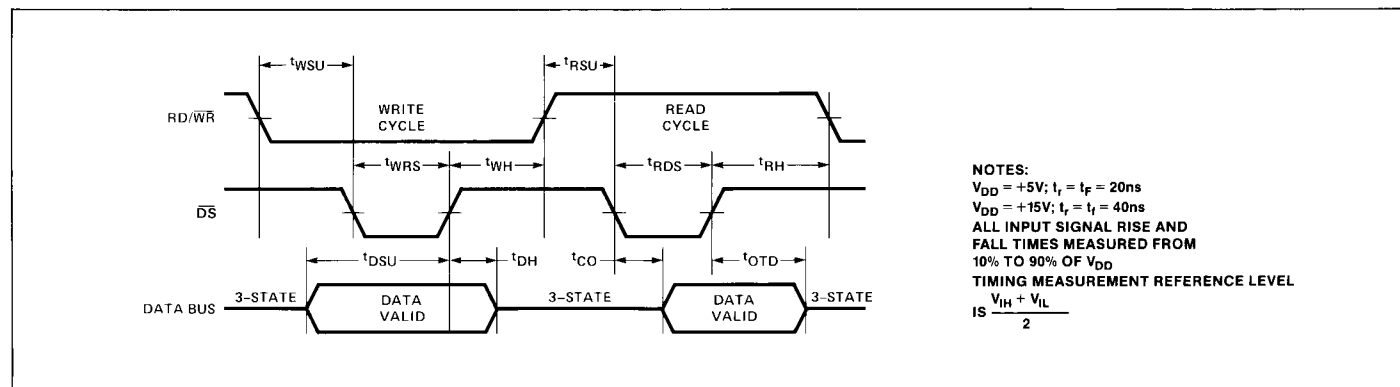 tWSU
tRSU
RD/W̅R̅
WRITE
CYCLE
READ
CYCLE
tWRS
tWH
tRDS
tRH
D̅S̅
tDSU
tDH
tCO
tOTD
DATA BUS
3-STATE
DATA
VALID
3-STATE
DATA
VALID
3-STATE
NOTES:
VDD = +5V; tr = tF = 20ns
VDD = +15V; tr = tf = 40ns
ALL INPUT SIGNAL RISE AND
FALL TIMES MEASURED FROM
10% TO 90% OF VDD
TIMING MEASUREMENT REFERENCE LEVEL
IS VIH + VIL
2